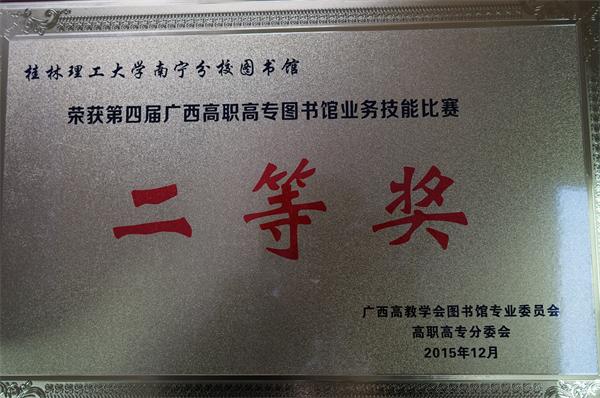 桂林理工大学南宁分校图书馆
荣获第四届广西高职高专图书馆业务技能比赛
二等奖
广西高教学会图书馆专业委员会
高职高专分委会
2015年12月